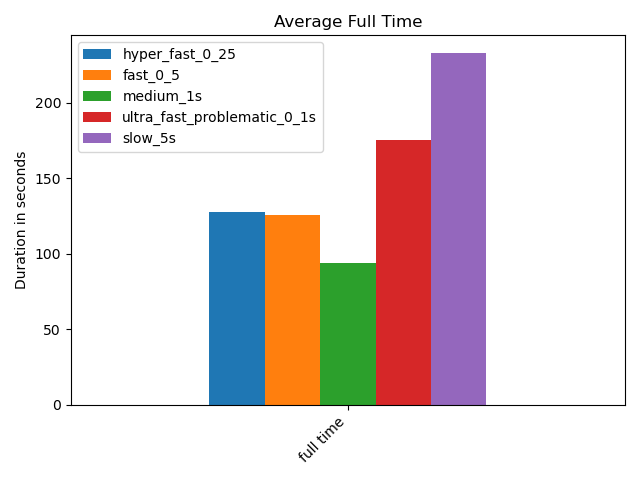 Average Full Time
hyper_fast_0_25
fast_0_5
medium_1s
ultra_fast_problematic_0_1s
slow_5s
Duration in seconds
200
150
100
50
0
full time